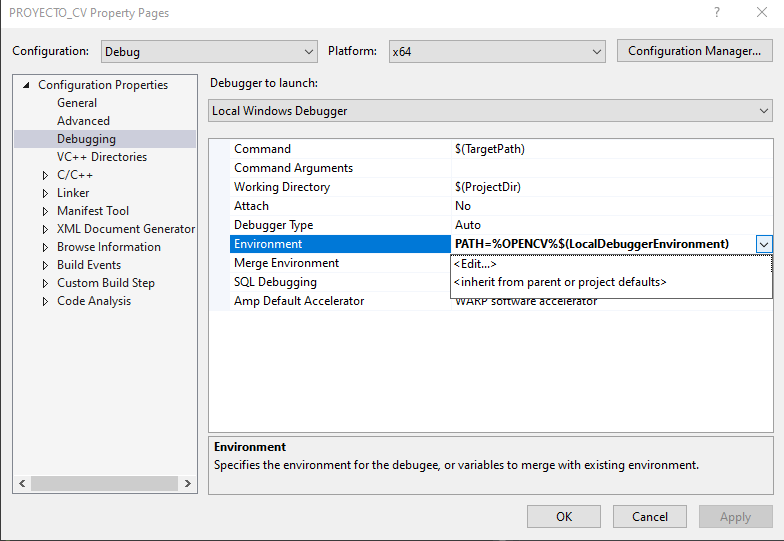 PROYECTO_CV Property Pages ? ×
Configuration: Debug Platform: x64 Configuration Manager...
Configuration Properties
General
Advanced
Debugging
VC++ Directories
C/C++
Linker
Manifest Tool
XML Document Generator
Browse Information
Build Events
Custom Build Step
Code Analysis
Debugger to launch:
Local Windows Debugger
Command $(TargetPath)
Command Arguments
Working Directory $(ProjectDir)
Attach No
Debugger Type Auto
Environment PATH=%OPENCV%$(LocalDebuggerEnvironment)
<Edit...>
Merge Environment
<inherit from parent or project defaults>
SQL Debugging
Amp Default Accelerator WARP software accelerator
Environment
Specifies the environment for the debugee, or variables to merge with existing environment.
OK Cancel Apply